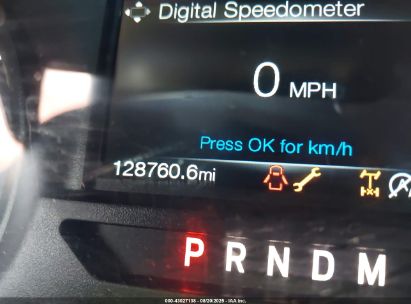 Digital Speedometer
0 MPH
Press OK for km/h
128760.6mi
P R N D M